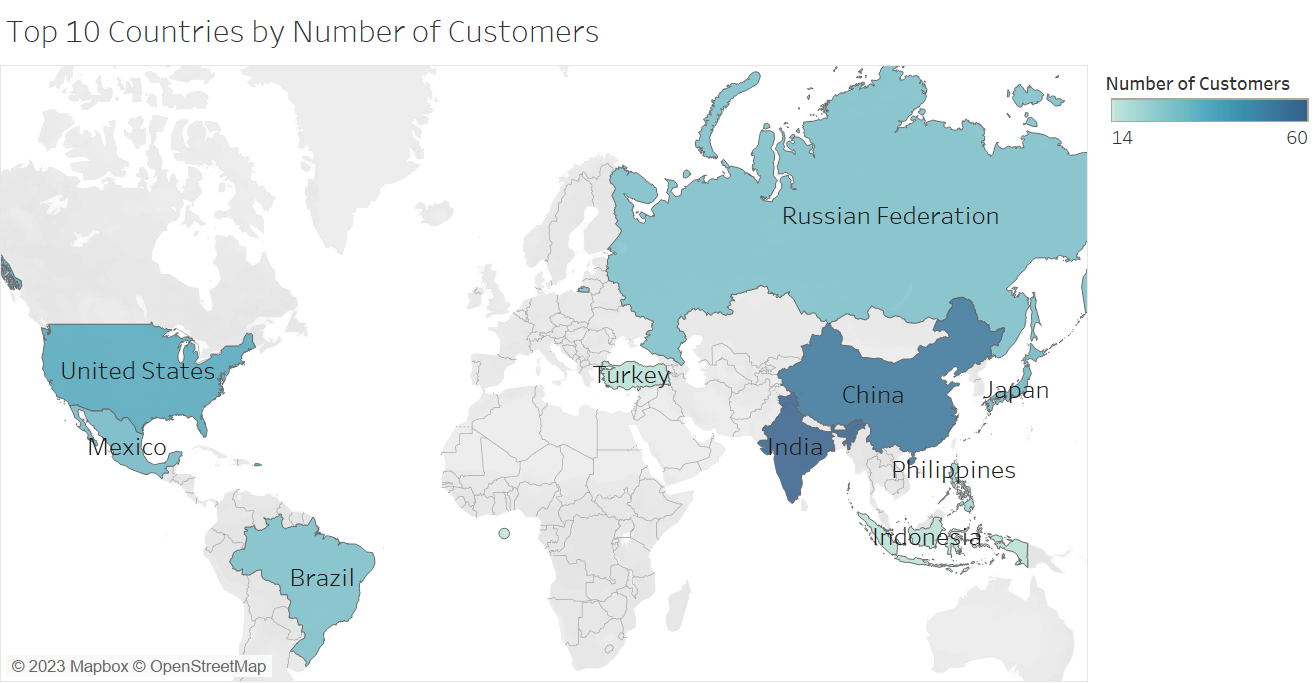 Top 10 Countries by Number of Customers
Number of Customers
14 60
Russian Federation
United States
Turkey
China
Japan
Mexico
India
Philippines
Indonesia
Brazil
© 2023 Mapbox © OpenStreetMap